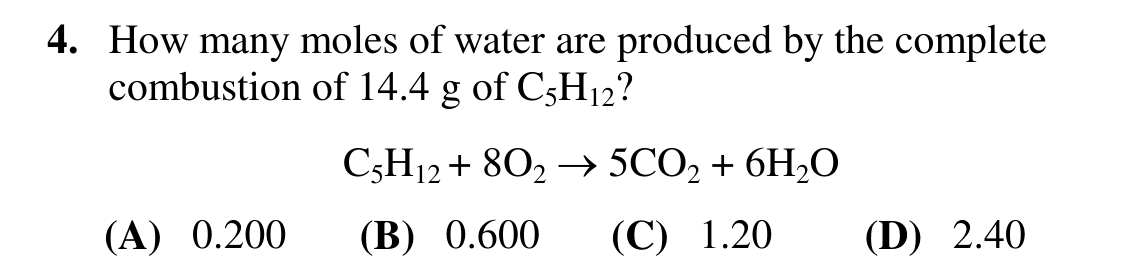 4. How many moles of water are produced by the complete
combustion of 14.4 g of C₅H₁₂?
C₅H₁₂ + 8O₂ → 5CO₂ + 6H₂O
(A) 0.200 (B) 0.600 (C) 1.20 (D) 2.40